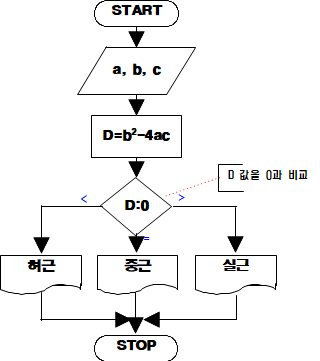 START
a, b, c
D=b²-4ac
D 값을 0과 비교
<
D:0
>
=
허근
중근
실근
STOP